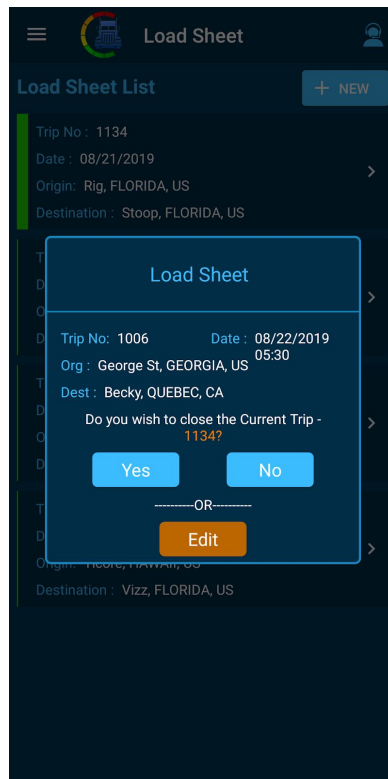 Load Sheet
Load Sheet List
+ NEW
Trip No : 1134
Date : 08/21/2019
Origin: Rig, FLORIDA, US
Destination : Stoop, FLORIDA, US
Load Sheet
Trip No: 1006 Date : 08/22/2019
05:30
Org : George St, GEORGIA, US
Dest : Becky, QUEBEC, CA
Do you wish to close the Current Trip -
1134?
Yes No
----------OR----------
Edit
Destination : Vizz, FLORIDA, US